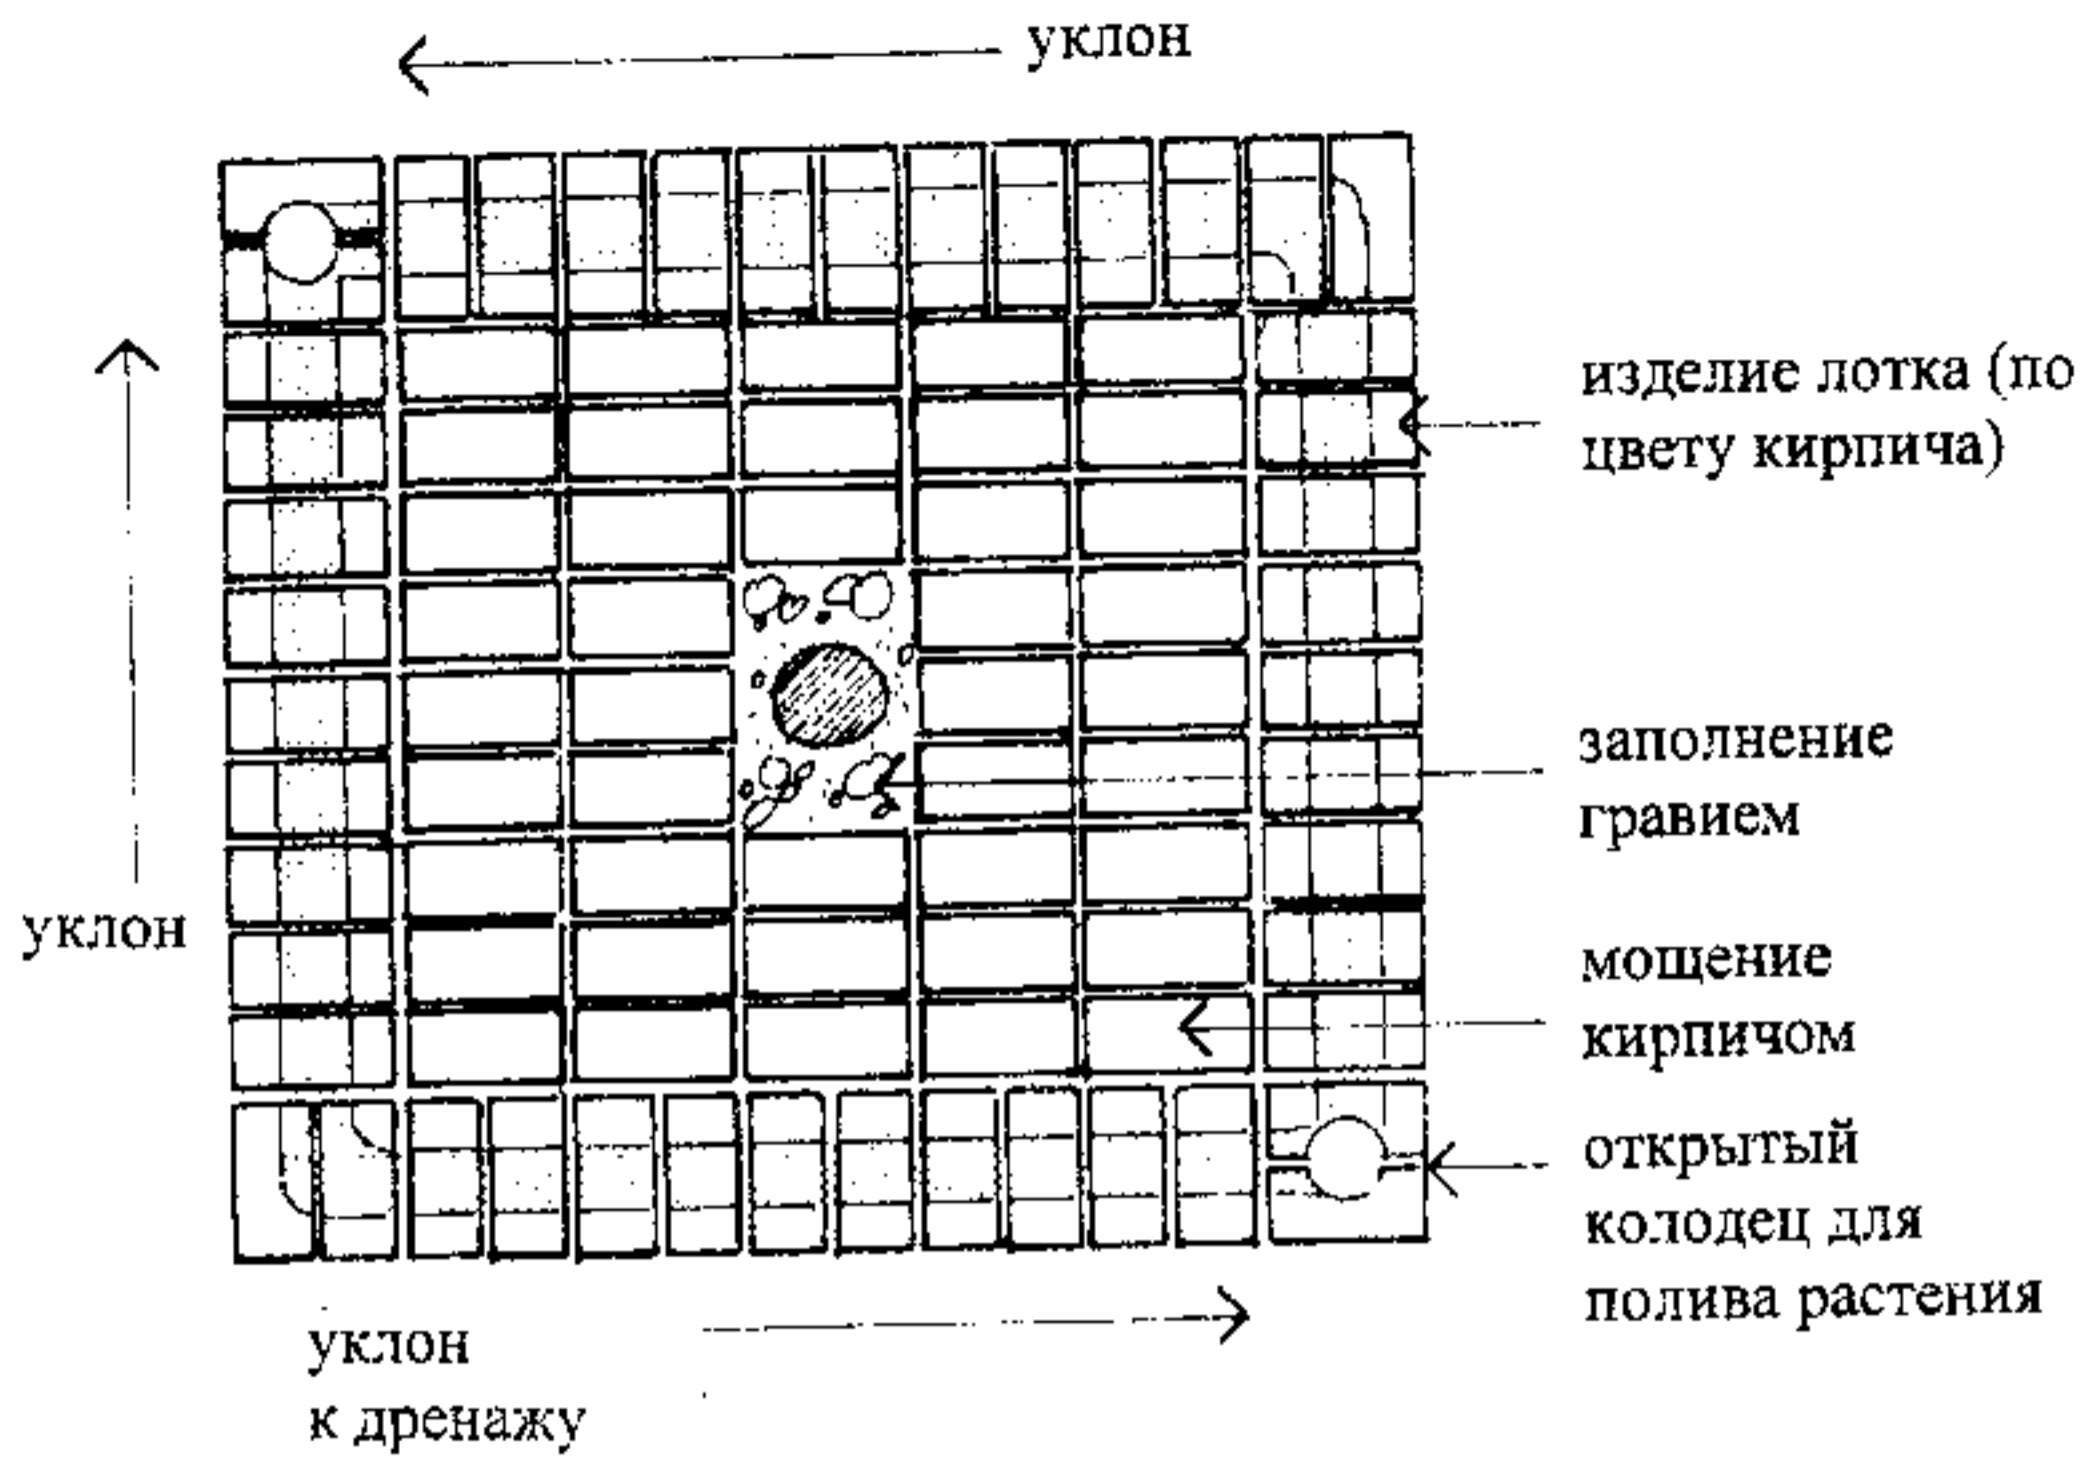 уклон
изделие лотка (по
цвету кирпича)
заполнение
гравием
уклон
мощение
кирпичом
открытый
колодец для
полива растения
уклон
к дренажу